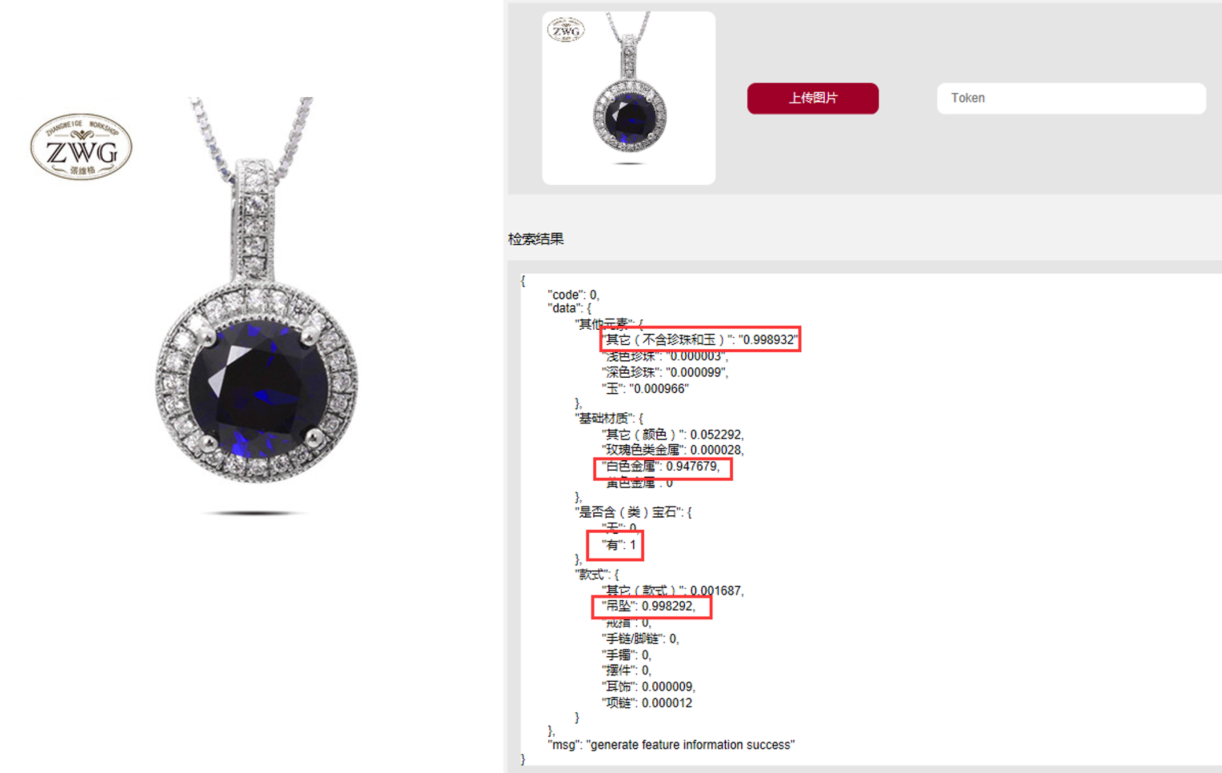 ZHANGWEIGE WORKSHOP
ZWG
ZWG
上传图片
Token
检索结果
{
"code": 0,
"data": {
"其他元素": {
"其它（不含珍珠和玉）": "0.998932"
"浅色珍珠": "0.000003",
"深色珍珠": "0.000099",
"玉": "0.000966"
},
"基础材质": {
"其它（颜色）": 0.052292,
"玫瑰色类金属": 0.000028,
"白色金属": 0.947679,
"黄色金属": 0
},
"是否含（类）宝石": {
"无": 0,
"有": 1
},
"款式": {
"其它（款式）": 0.001687,
"吊坠": 0.998292,
"戒指": 0,
"手链/脚链": 0,
"手镯": 0,
"摆件": 0,
"耳饰": 0.000009,
"项链": 0.000012
}
},
"msg": "generate feature information success"
}